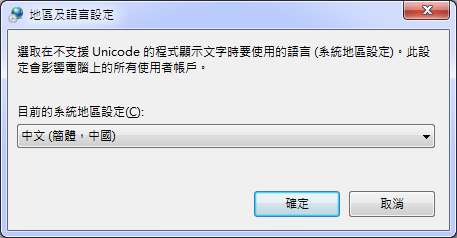 地區及語言設定
選取在不支援 Unicode 的程式顯示文字時要使用的語言 (系統地區設定)。此設
定會影響電腦上的所有使用者帳戶。
目前的系統地區設定(C):
中文 (簡體，中國)
確定
取消